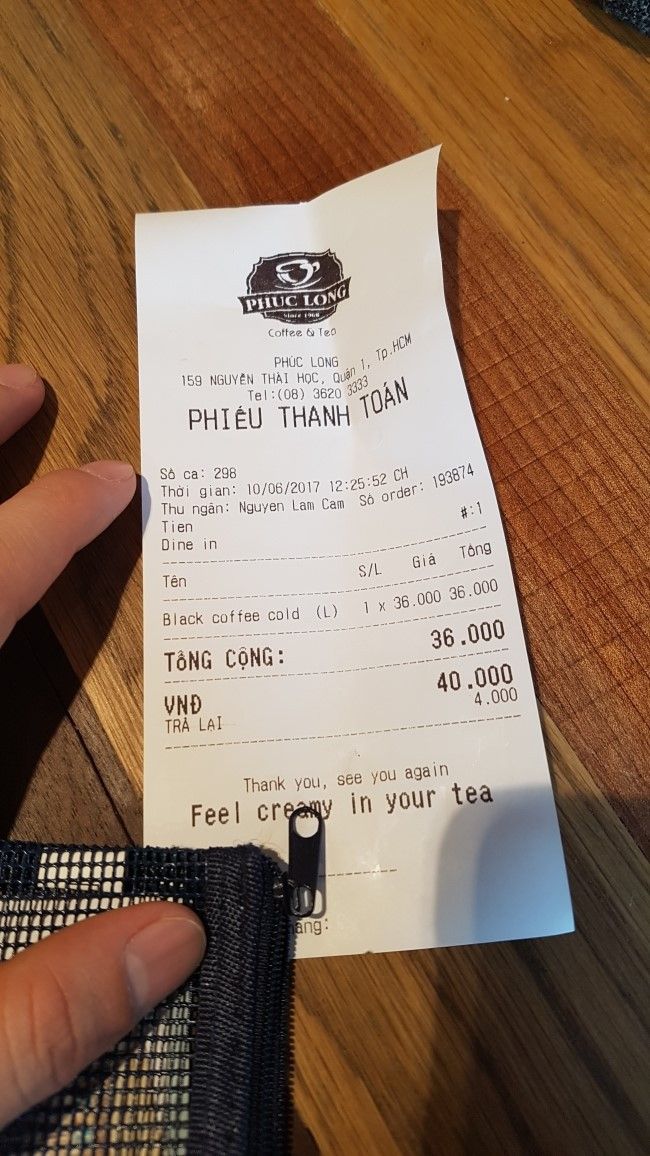 PHUC LONG
Since 1968
Coffee & Tea
PHÚC LONG
159 NGUYỄN THÁI HỌC, Quận 1, Tp.HCM
Tel:(08) 3620 3333
PHIẾU THANH TOÁN
Số ca: 298
Thời gian: 10/06/2017 12:25:52 CH
Thu ngân: Nguyen Lam Cam Số order: 193874
Tien
#:1
Dine in
Tên S/L Giá Tổng
Black coffee cold (L) 1 x 36.000 36.000
TỔNG CỘNG: 36.000
VNĐ 40.000
TRẢ LẠI 4.000
Thank you, see you again
Feel creamy in your tea